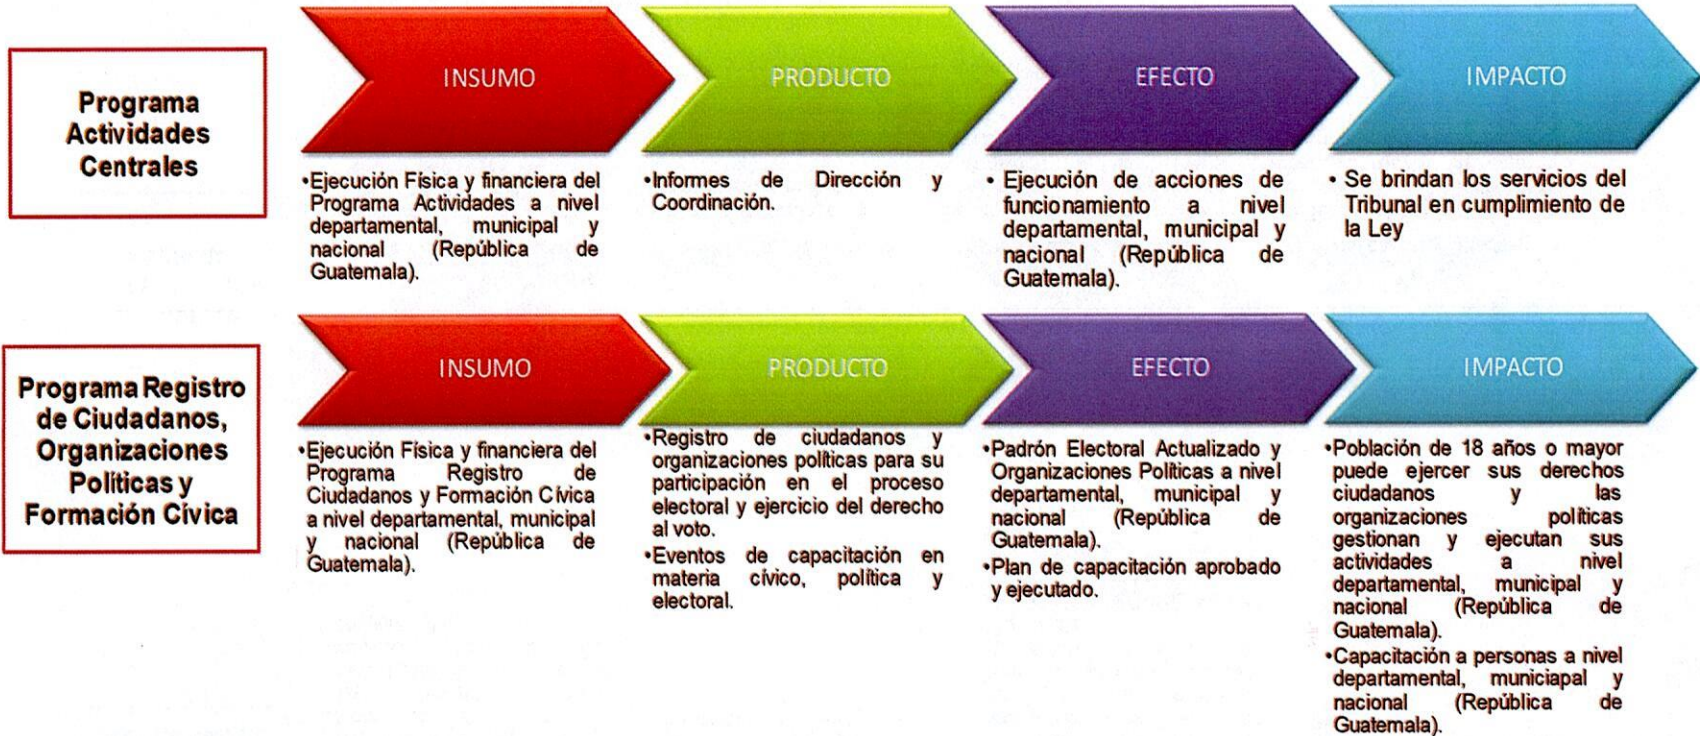 Programa
Actividades
Centrales
INSUMO
•Ejecución Física y financiera del
Programa Actividades a nivel
departamental, municipal y
nacional (República de
Guatemala).
PRODUCTO
•Informes de Dirección y
Coordinación.
EFECTO
• Ejecución de acciones de
funcionamiento a nivel
departamental, municipal y
nacional (República de
Guatemala).
IMPACTO
• Se brindan los servicios del
Tribunal en cumplimiento de
la Ley
Programa Registro
de Ciudadanos,
Organizaciones
Políticas y
Formación Cívica
INSUMO
•Ejecución Física y financiera del
Programa Registro de
Ciudadanos y Formación Cívica
a nivel departamental, municipal
y nacional (República de
Guatemala).
PRODUCTO
•Registro de ciudadanos y
organizaciones políticas para su
participación en el proceso
electoral y ejercicio del derecho
al voto.
•Eventos de capacitación en
materia cívico, política y
electoral.
EFECTO
•Padrón Electoral Actualizado y
Organizaciones Políticas a nivel
departamental, municipal y
nacional (República de
Guatemala).
•Plan de capacitación aprobado
y ejecutado.
IMPACTO
•Población de 18 años o mayor
puede ejercer sus derechos
ciudadanos y las
organizaciones políticas
gestionan y ejecutan sus
actividades a nivel
departamental, municipal y
nacional (República de
Guatemala).
•Capacitación a personas a nivel
departamental, municiapal y
nacional (República de
Guatemala).